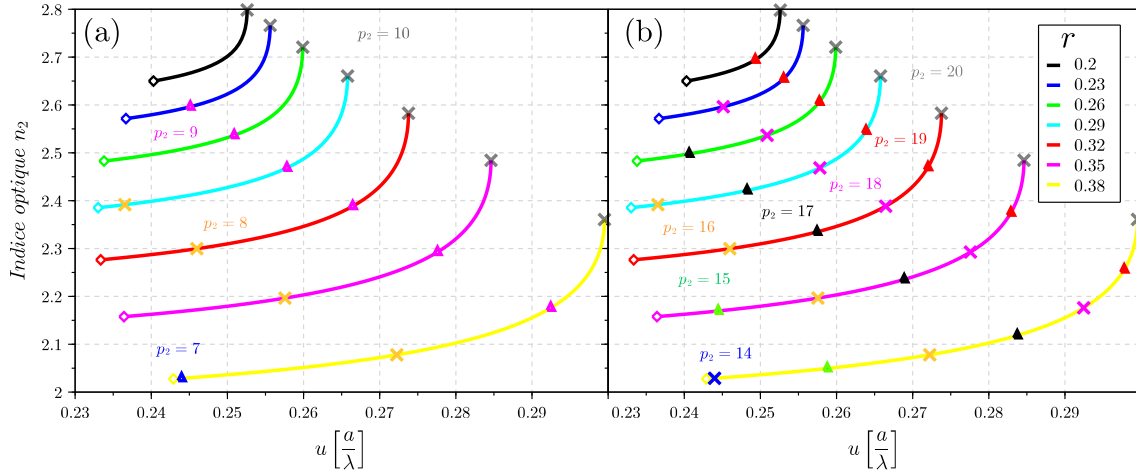 (a)
(b)
Indice optique n₂
2.8
2.7
2.6
2.5
2.4
2.3
2.2
2.1
2
p₂ = 10
p₂ = 9
p₂ = 8
p₂ = 7
p₂ = 20
p₂ = 19
p₂ = 18
p₂ = 17
p₂ = 16
p₂ = 15
p₂ = 14
r
0.2
0.23
0.26
0.29
0.32
0.35
0.38
0.23 0.24 0.25 0.26 0.27 0.28 0.29
0.23 0.24 0.25 0.26 0.27 0.28 0.29
u [a/λ]
u [a/λ]